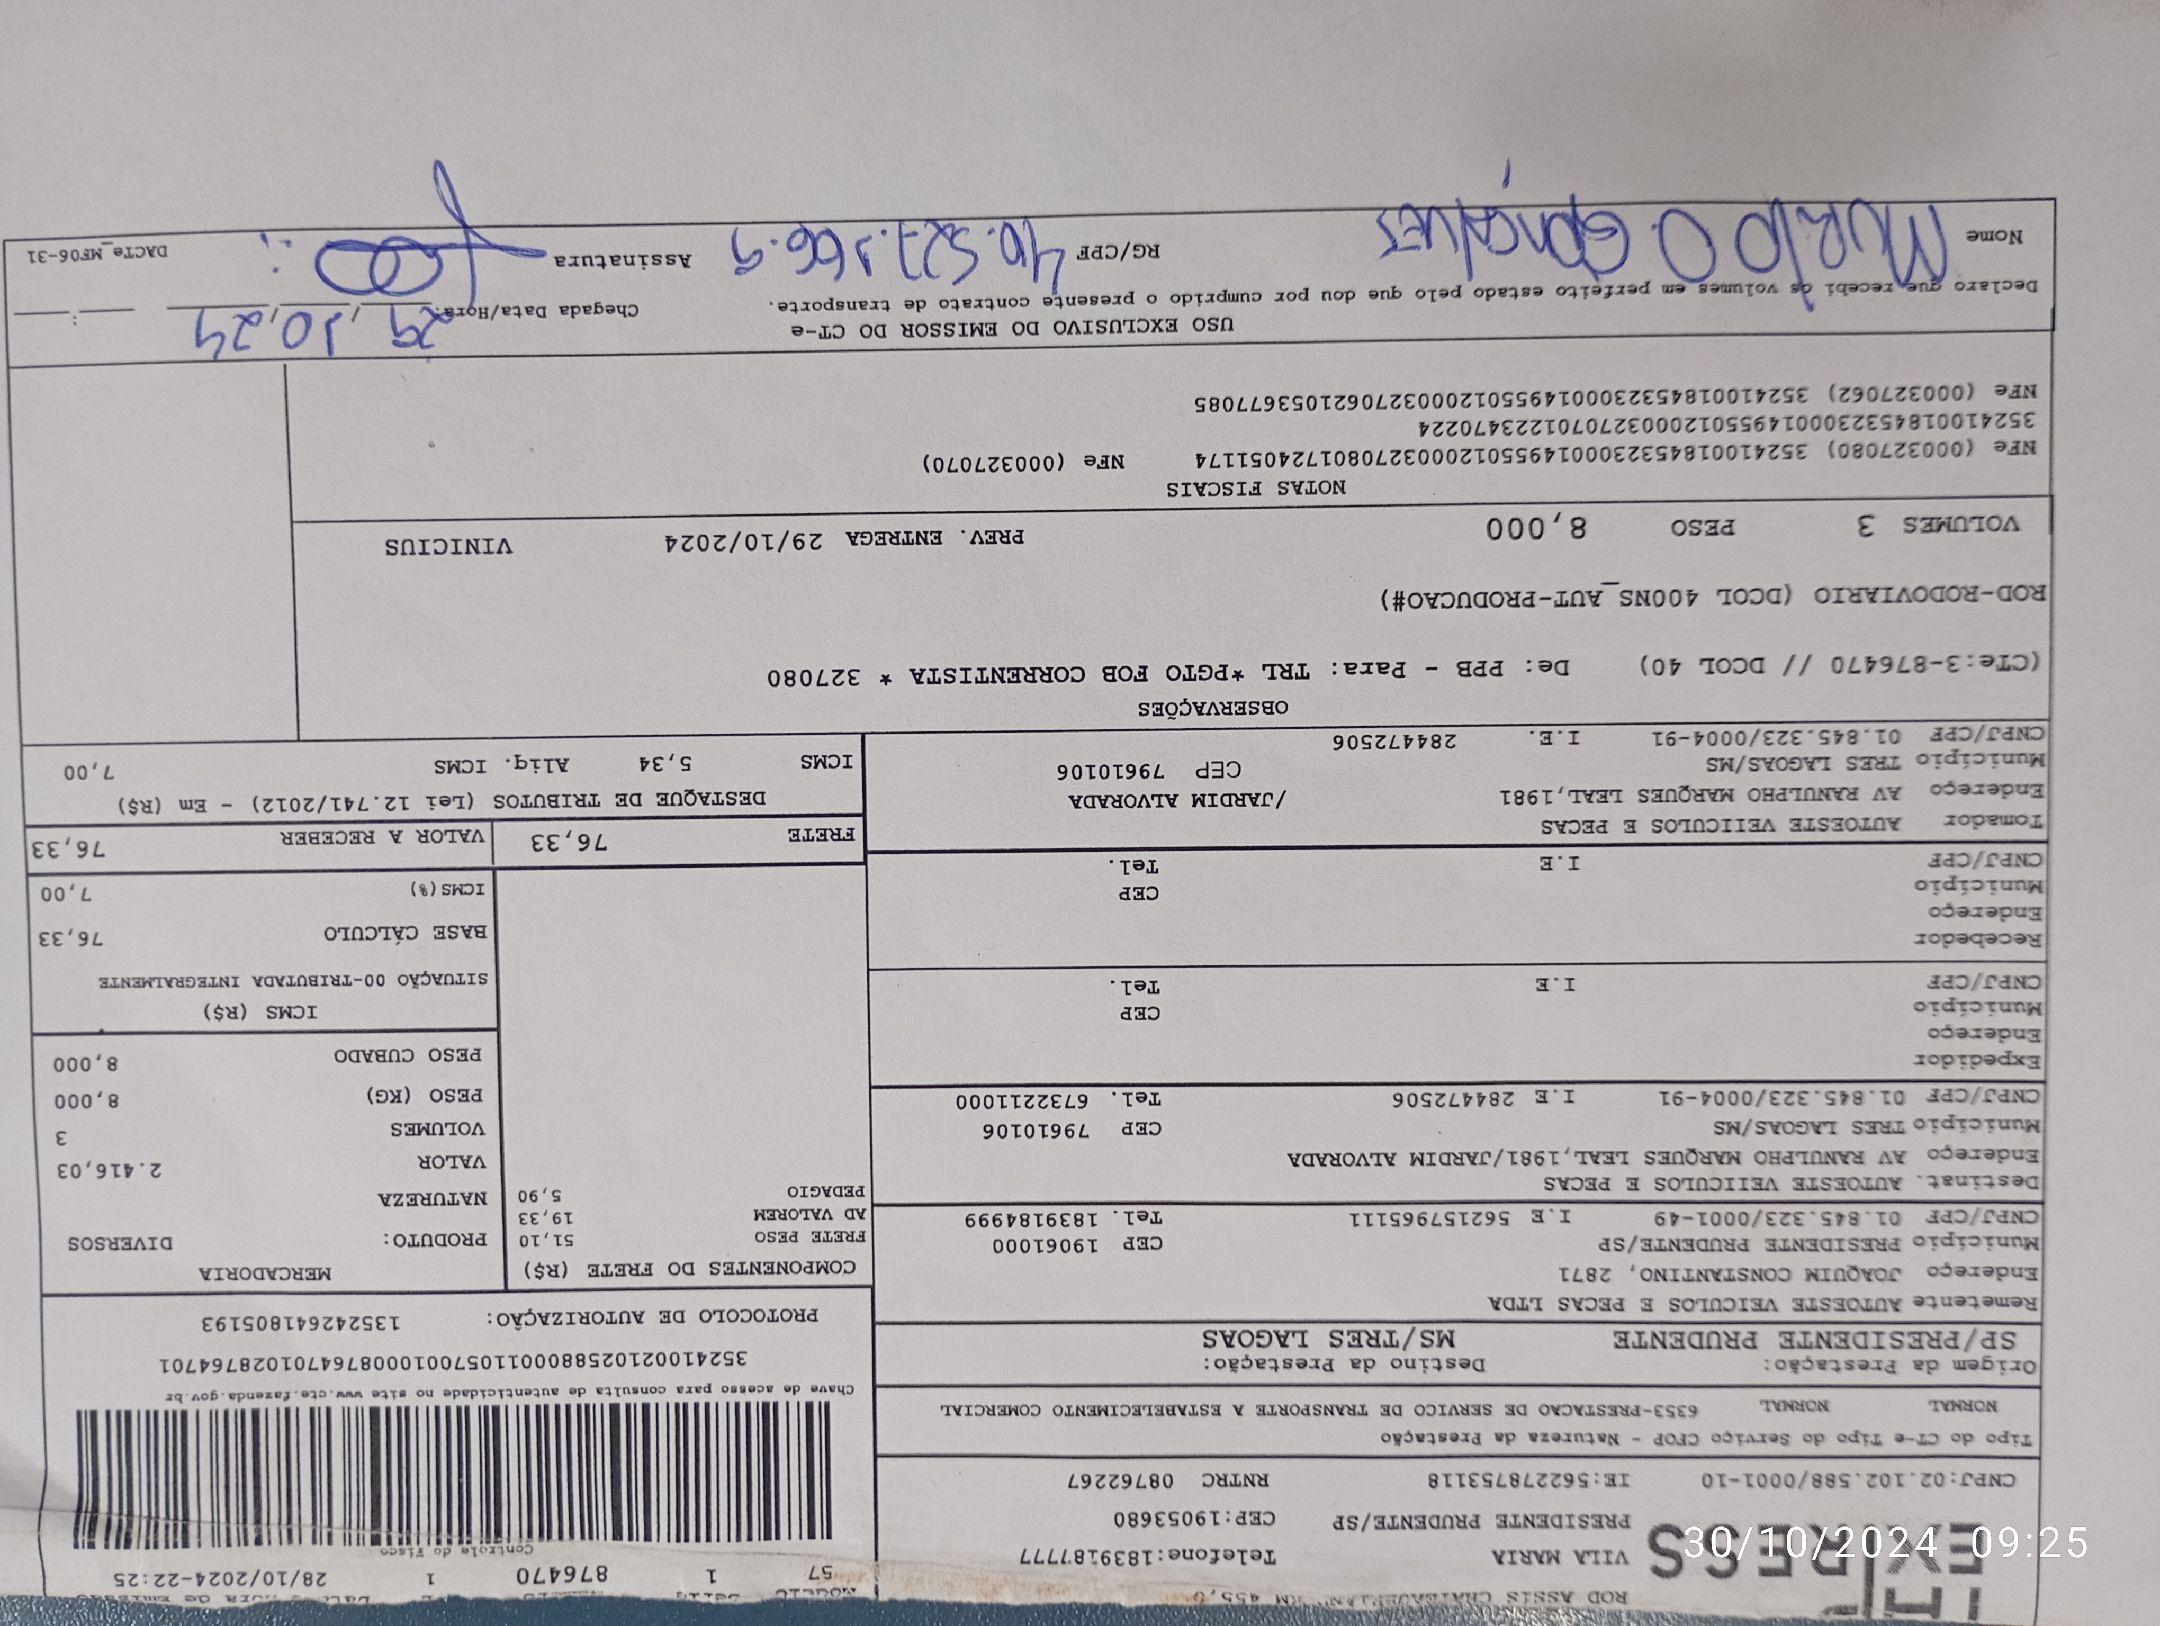 EX
RECS
ROD ASSIS CHATEAUBRIAN KM 455,0
VILA MARIA Telefone:1839187777
PRESIDENTE PRUDENTE/SP CEP:19053680
CNPJ:02.102.588/0001-10 IE:562278753118 RNTRC 08762267
57 1 876470 1 28/10/2024-22:25
Controle do Fisco
Chave de acesso para consulta de autenticidade no site www.cte.fazenda.gov.br
35241002102588000110570010008764701028764701
PROTOCOLO DE AUTORIZAÇÃO: 135242641805193
Tipo do CT-e Tipo do Serviço CFOP - Natureza da Prestação
NORMAL NORMAL 6353-PRESTACAO DE SERVICO DE TRANSPORTE A ESTABELECIMENTO COMERCIAL
Origem da Prestação: Destino da Prestação:
SP/PRESIDENTE PRUDENTE MS/TRES LAGOAS
Remetente AUTOESTE VEICULOS E PECAS LTDA
Endereço JOAQUIM CONSTANTINO, 2871
Município PRESIDENTE PRUDENTE/SP CEP 19061000
CNPJ/CPF 01.845.323/0001-49 I.E 562157965111 Tel. 1839184999
Destinat. AUTOESTE VEIICULOS E PECAS
Endereço AV RANULPHO MARQUES LEAL,1981/JARDIM ALVORADA
Município TRES LAGOAS/MS CEP 79610106
CNPJ/CPF 01.845.323/0004-91 I.E 284472506 Tel. 6732211000
Expedidor
Endereço
Município CEP
CNPJ/CPF I.E Tel.
Recebedor
Endereço
Município CEP
CNPJ/CPF I.E Tel.
Tomador AUTOESTE VEIICULOS E PECAS
Endereço AV RANULPHO MARQUES LEAL,1981 /JARDIM ALVORADA
Município TRES LAGOAS/MS CEP 79610106
CNPJ/CPF 01.845.323/0004-91 I.E. 284472506
COMPONENTES DO FRETE (R$)
FRETE PESO 51,10
AD VALOREM 19,33
PEDAGIO 5,90
MERCADORIA
PRODUTO: DIVERSOS
NATUREZA
VALOR 2.416,03
VOLUMES 3
PESO (KG) 8,000
PESO CUBADO 8,000
ICMS (R$)
SITUAÇÃO 00-TRIBUTADA INTEGRALMENTE
BASE CÁLCULO 76,33
ICMS(%) 7,00
FRETE 76,33 VALOR A RECEBER 76,33
DESTAQUE DE TRIBUTOS (Lei 12.741/2012) - Em (R$)
ICMS 5,34 Aliq. ICMS 7,00
OBSERVAÇÕES
(CTe:3-876470 // DCOL 40) De: PPB - Para: TRL *PGTO FOB CORRENTISTA * 327080
ROD-RODOVIARIO (DCOL 400NS_AUT-PRODUCAO#)
VOLUMES 3 PESO 8,000 PREV. ENTREGA 29/10/2024 VINICIUS
NOTAS FISCAIS
NFe (000327080) 35241001845323000149550120003270801724051174 NFe (000327070)
35241001845323000149550120003270701223470224
NFe (000327062) 35241001845323000149550120003270621053677085
USO EXCLUSIVO DO EMISSOR DO CT-e
Declaro que recebi os volumes em perfeito estado pelo que dou por cumprido o presente contrato de transporte. Chegada Data/Hora: 29/10/24
Nome MURILO O. GONÇALVES RG/CPF 40.527.166.9 Assinatura
DACTe_MF06-31
30/10/2024 09:25